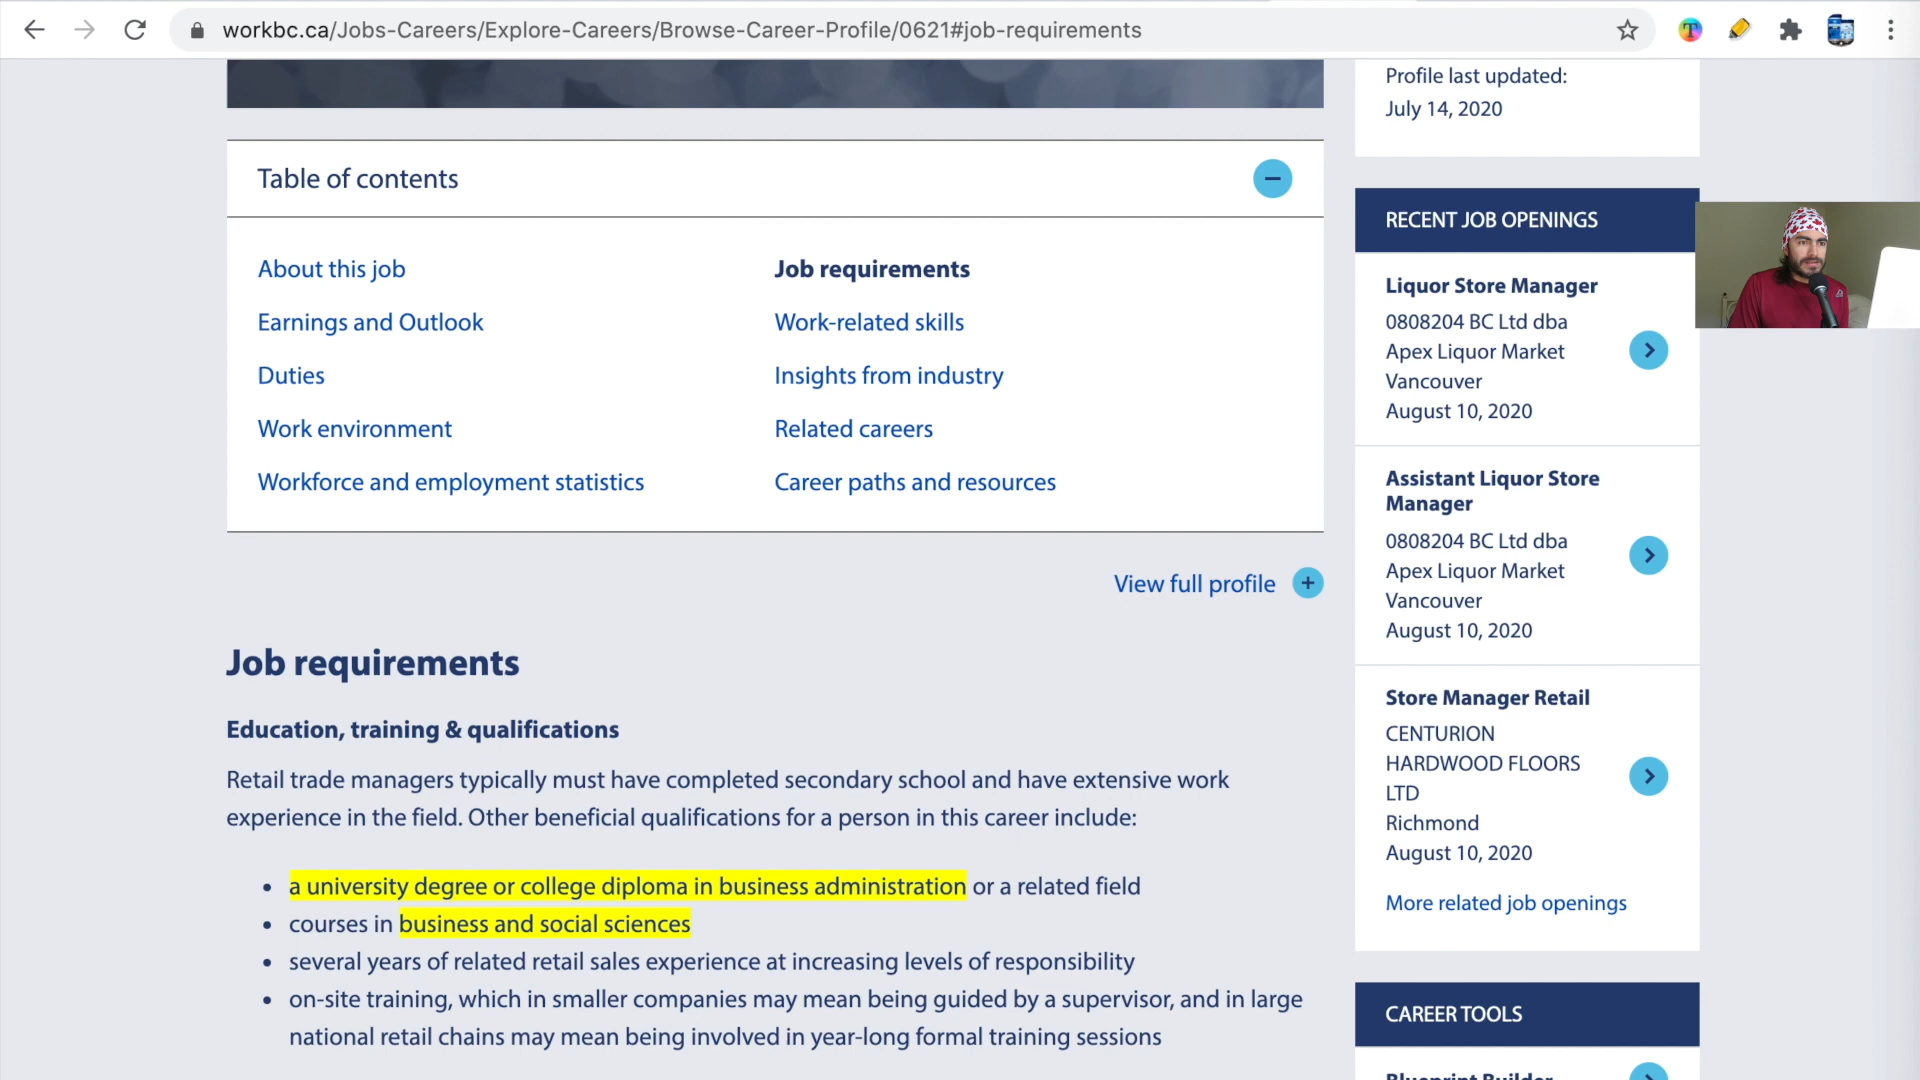 workbc.ca/Jobs-Careers/Explore-Careers/Browse-Career-Profile/0621#job-requirements
Table of contents
About this job
Earnings and Outlook
Duties
Work environment
Workforce and employment statistics
Job requirements
Work-related skills
Insights from industry
Related careers
Career paths and resources
View full profile
Job requirements
Education, training & qualifications
Retail trade managers typically must have completed secondary school and have extensive work
experience in the field. Other beneficial qualifications for a person in this career include:
• a university degree or college diploma in business administration or a related field
• courses in business and social sciences
• several years of related retail sales experience at increasing levels of responsibility
• on-site training, which in smaller companies may mean being guided by a supervisor, and in large
national retail chains may mean being involved in year-long formal training sessions
Profile last updated:
July 14, 2020
RECENT JOB OPENINGS
Liquor Store Manager
0808204 BC Ltd dba
Apex Liquor Market
Vancouver
August 10, 2020
Assistant Liquor Store
Manager
0808204 BC Ltd dba
Apex Liquor Market
Vancouver
August 10, 2020
Store Manager Retail
CENTURION
HARDWOOD FLOORS
LTD
Richmond
August 10, 2020
More related job openings
CAREER TOOLS
Blueprint Builder